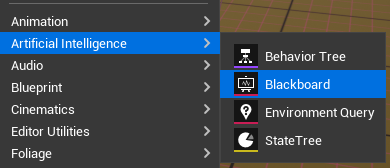 Animation
Artificial Intelligence
Audio
Blueprint
Cinematics
Editor Utilities
Foliage
Behavior Tree
Blackboard
Environment Query
StateTree